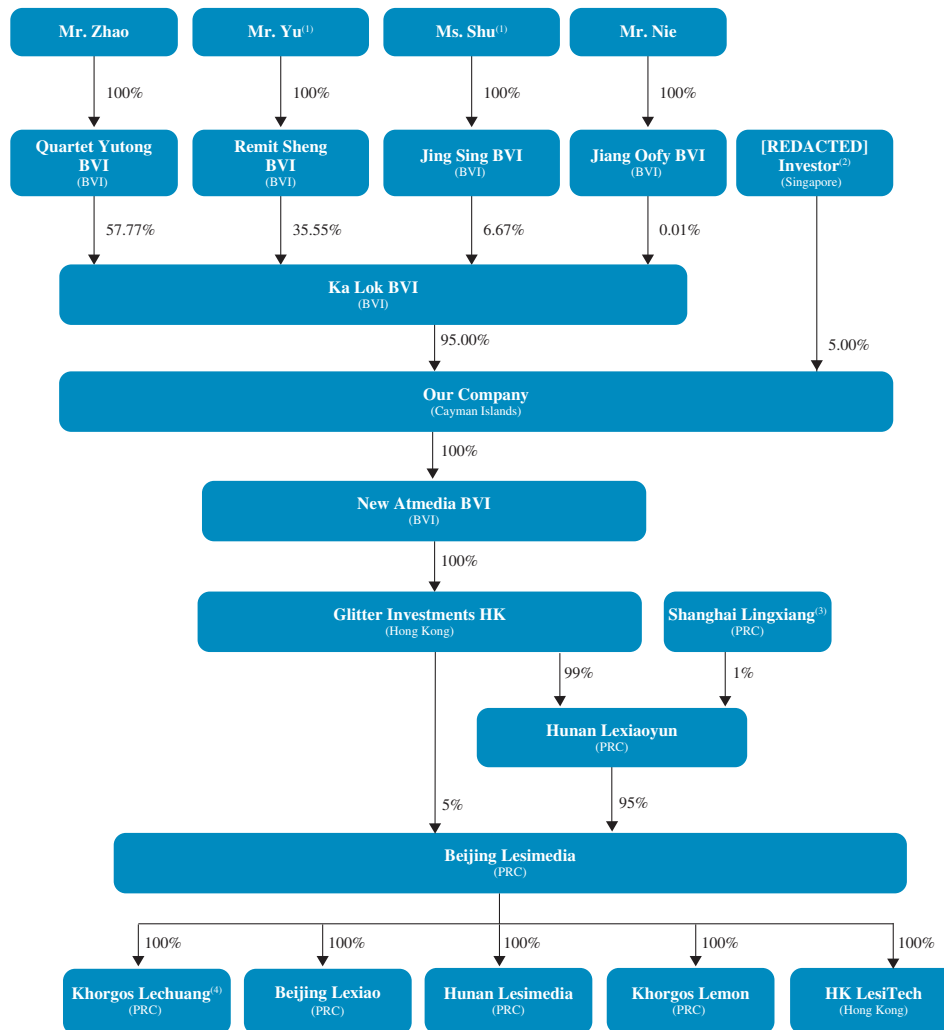 Mr. Zhao
Mr. Yu(1)
Ms. Shu(1)
Mr. Nie
100%
100%
100%
100%
Quartet Yutong
BVI
(BVI)
Remit Sheng
BVI
(BVI)
Jing Sing BVI
(BVI)
Jiang Oofy BVI
(BVI)
[REDACTED]
Investor(2)
(Singapore)
57.77%
35.55%
6.67%
0.01%
Ka Lok BVI
(BVI)
95.00%
5.00%
Our Company
(Cayman Islands)
100%
New Atmedia BVI
(BVI)
100%
Glitter Investments HK
(Hong Kong)
Shanghai Lingxiang(3)
(PRC)
99%
1%
Hunan Lexiaoyun
(PRC)
5%
95%
Beijing Lesimedia
(PRC)
100%
100%
100%
100%
100%
Khorgos Lechuang(4)
(PRC)
Beijing Lexiao
(PRC)
Hunan Lesimedia
(PRC)
Khorgos Lemon
(PRC)
HK LesiTech
(Hong Kong)